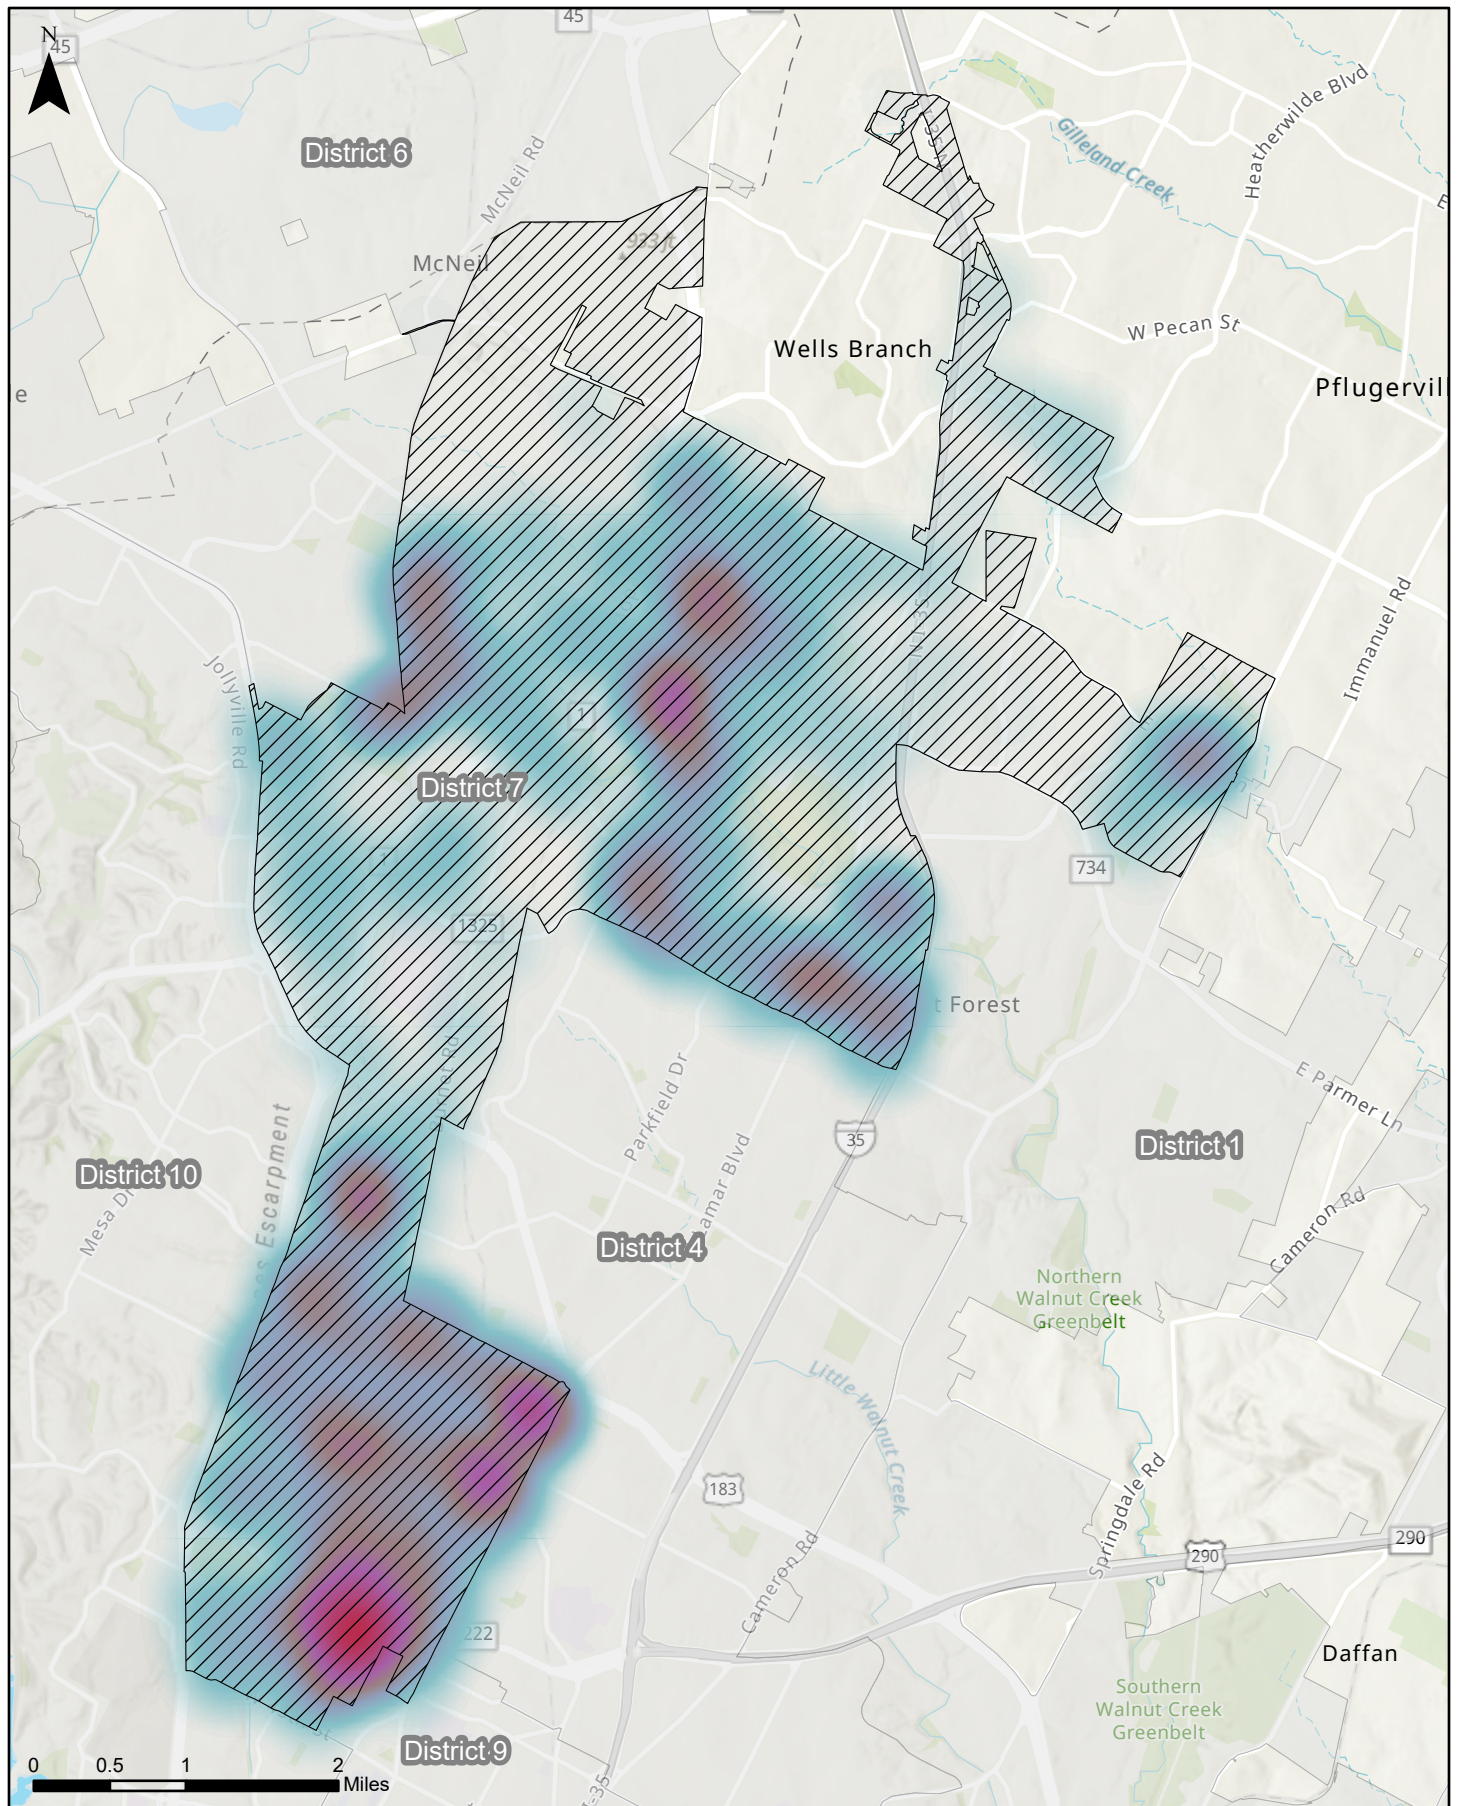 45
N
45
District 6
McNeil Rd
Heatherwilde Blvd
Gilleland Creek
933 ft
McNeil
W Pecan St
Wells Branch
Pflugervill
e
Immanuel Rd
Jollyville Rd
1
District 7
734
1325
t Forest
Parkfield Dr
E Parmer Ln
35
District 1
District 10
Mesa Dr
Escarpment
Lamar Blvd
District 4
Cameron Rd
Northern
Walnut Creek
Greenbelt
Little Walnut Creek
183
Springdale Rd
290
290
Cameron Rd
222
Daffan
Southern
Walnut Creek
Greenbelt
District 9
0 0.5 1 2
Miles
I-35